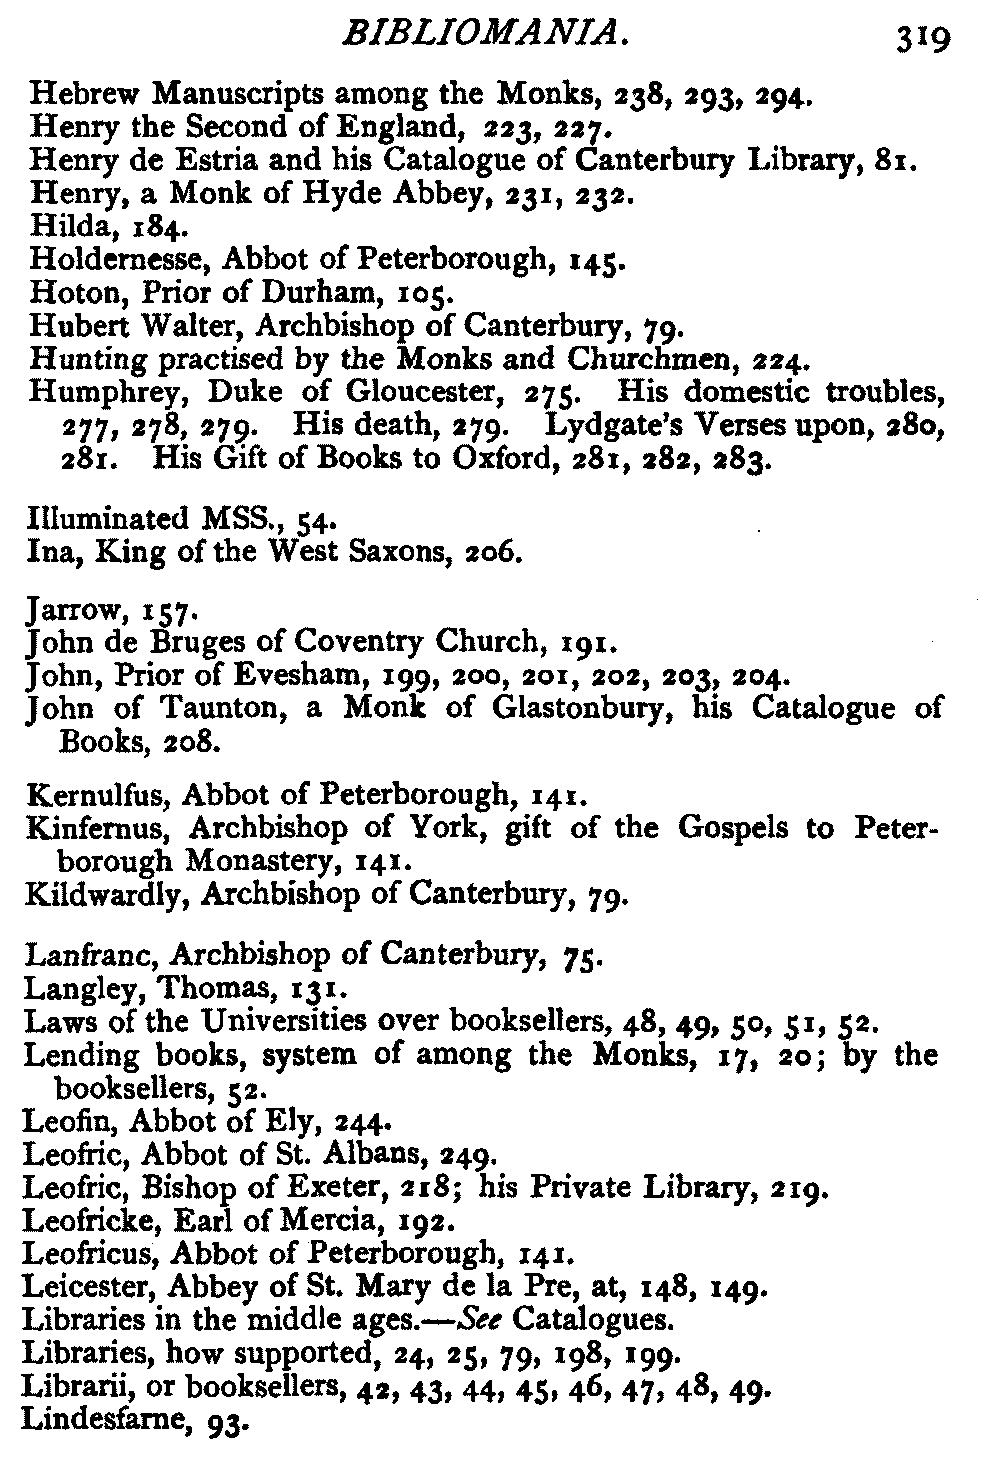 BIBLIOMANIA. 319
Hebrew Manuscripts among the Monks, 238, 293, 294.
Henry the Second of England, 223, 227.
Henry de Estria and his Catalogue of Canterbury Library, 81.
Henry, a Monk of Hyde Abbey, 231, 232.
Hilda, 184.
Holdernesse, Abbot of Peterborough, 145.
Hoton, Prior of Durham, 105.
Hubert Walter, Archbishop of Canterbury, 79.
Hunting practised by the Monks and Churchmen, 224.
Humphrey, Duke of Gloucester, 275. His domestic troubles,
277, 278, 279. His death, 279. Lydgate's Verses upon, 280,
281. His Gift of Books to Oxford, 281, 282, 283.
Illuminated MSS., 54.
Ina, King of the West Saxons, 206.
Jarrow, 157.
John de Bruges of Coventry Church, 191.
John, Prior of Evesham, 199, 200, 201, 202, 203, 204.
John of Taunton, a Monk of Glastonbury, his Catalogue of
Books, 208.
Kernulfus, Abbot of Peterborough, 141.
Kinfernus, Archbishop of York, gift of the Gospels to Peter-
borough Monastery, 141.
Kildwardly, Archbishop of Canterbury, 79.
Lanfranc, Archbishop of Canterbury, 75.
Langley, Thomas, 131.
Laws of the Universities over booksellers, 48, 49, 50, 51, 52.
Lending books, system of among the Monks, 17, 20; by the
booksellers, 52.
Leofin, Abbot of Ely, 244.
Leofric, Abbot of St. Albans, 249.
Leofric, Bishop of Exeter, 218; his Private Library, 219.
Leofricke, Earl of Mercia, 192.
Leofricus, Abbot of Peterborough, 141.
Leicester, Abbey of St. Mary de la Pre, at, 148, 149.
Libraries in the middle ages.—See Catalogues.
Libraries, how supported, 24, 25, 79, 198, 199.
Librarii, or booksellers, 42, 43, 44, 45, 46, 47, 48, 49.
Lindesfarne, 93.